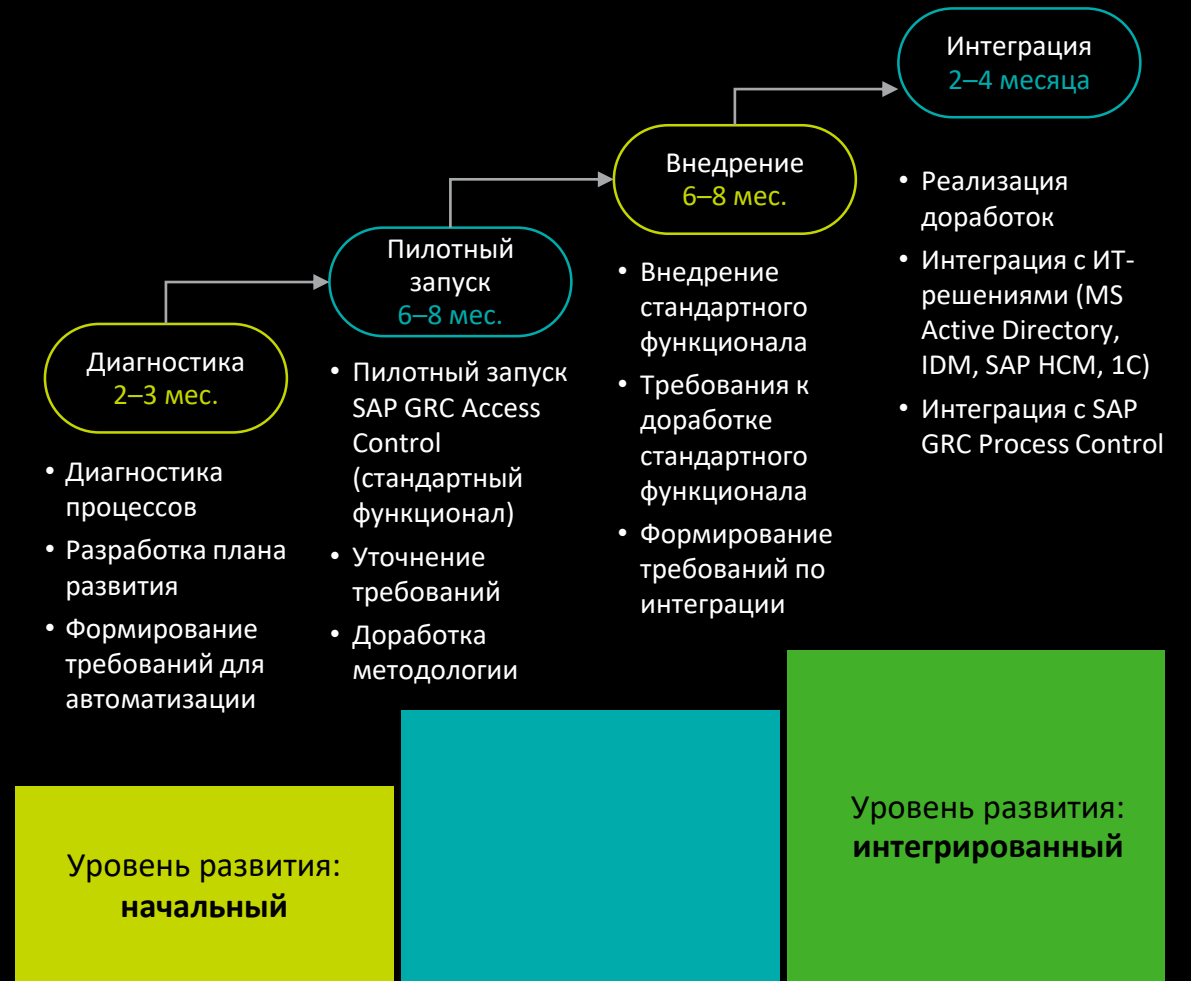 Интеграция
2–4 месяца
• Реализация
доработок
• Интеграция с ИТ-
решениями (MS
Active Directory,
IDM, SAP HCM, 1C)
• Интеграция с SAP
GRC Process Control
Внедрение
6–8 мес.
• Внедрение
стандартного
функционала
• Требования к
доработке
стандартного
функционала
• Формирование
требований по
интеграции
Пилотный
запуск
6–8 мес.
• Пилотный запуск
SAP GRC Access
Control
(стандартный
функционал)
• Уточнение
требований
• Доработка
методологии
Диагностика
2–3 мес.
• Диагностика
процессов
• Разработка плана
развития
• Формирование
требований для
автоматизации
Уровень развития:
начальный
Уровень развития:
интегрированный